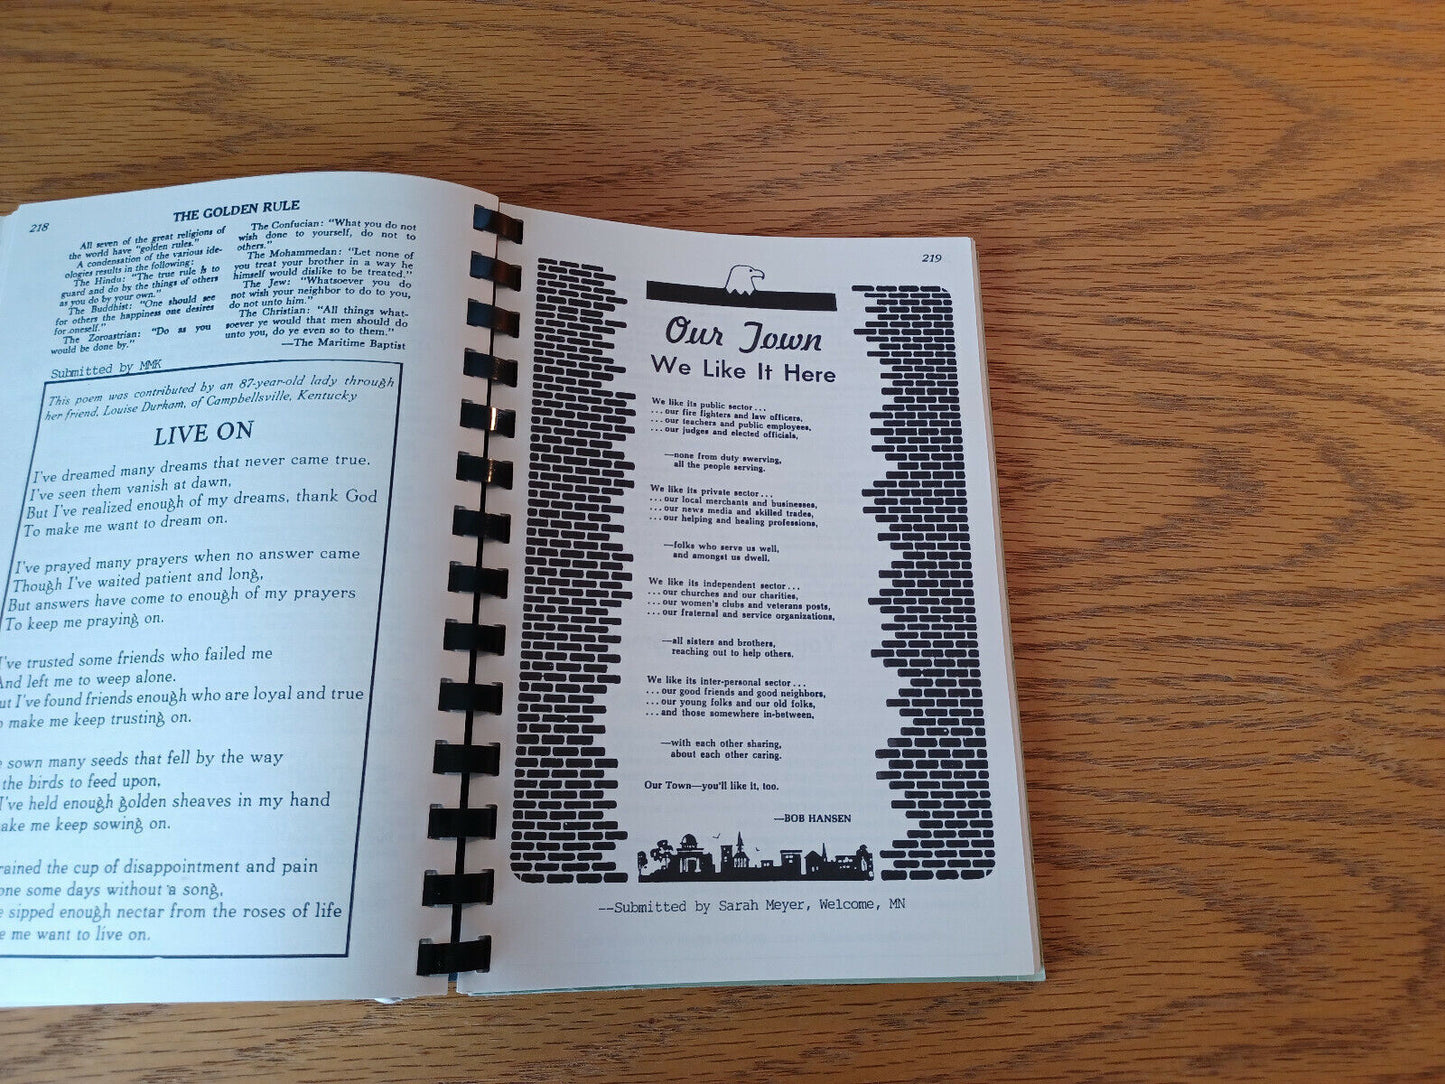 218
THE GOLDEN RULE
All seven of the great religions of
the world have "golden rules."
A condensation of the various ide-
ologies results in the following:
The Hindu: "The true rule is to
guard and do by the things of others
as you do by your own."
The Buddhist: "One should see
for others the happiness one desires
for oneself."
The Zoroastrian: "Do as you
would be done by."
The Confucian: "What you do not
wish done to yourself, do not to
others."
The Mohammedan: "Let none of
you treat your brother in a way he
himself would dislike to be treated."
The Jew: "Whatsoever you do
not wish your neighbor to do to you,
do not unto him."
The Christian: "All things what-
soever ye would that men should do
unto you, do ye even so to them."
—The Maritime Baptist
Submitted by MMK
This poem was contributed by an 87-year-old lady through
her friend, Louise Durham, of Campbellsville, Kentucky
LIVE ON
I've dreamed many dreams that never came true.
I've seen them vanish at dawn,
But I've realized enough of my dreams, thank God
To make me want to dream on.
I've prayed many prayers when no answer came
Though I've waited patient and long,
But answers have come to enough of my prayers
To keep me praying on.
I've trusted some friends who failed me
And left me to weep alone.
ut I've found friends enough who are loyal and true
make me keep trusting on.
sown many seeds that fell by the way
the birds to feed upon,
I've held enough golden sheaves in my hand
ake me keep sowing on.
rained the cup of disappointment and pain
one some days without a song,
sipped enough nectar from the roses of life
e me want to live on.
219
Our Town
We Like It Here
We like its public sector...
...our fire fighters and law officers,
...our teachers and public employees,
...our judges and elected officials,
—none from duty swerving,
all the people serving.
We like its private sector...
...our local merchants and businesses,
...our news media and skilled trades,
...our helping and healing professions,
—folks who serve us well,
and amongst us dwell.
We like its independent sector...
...our churches and our charities,
...our women's clubs and veterans posts,
...our fraternal and service organizations,
—all sisters and brothers,
reaching out to help others.
We like its inter-personal sector...
...our good friends and good neighbors,
...our young folks and our old folks,
...and those somewhere in-between,
—with each other sharing,
about each other caring.
Our Town—you'll like it, too.
—BOB HANSEN
--Submitted by Sarah Meyer, Welcome, MN